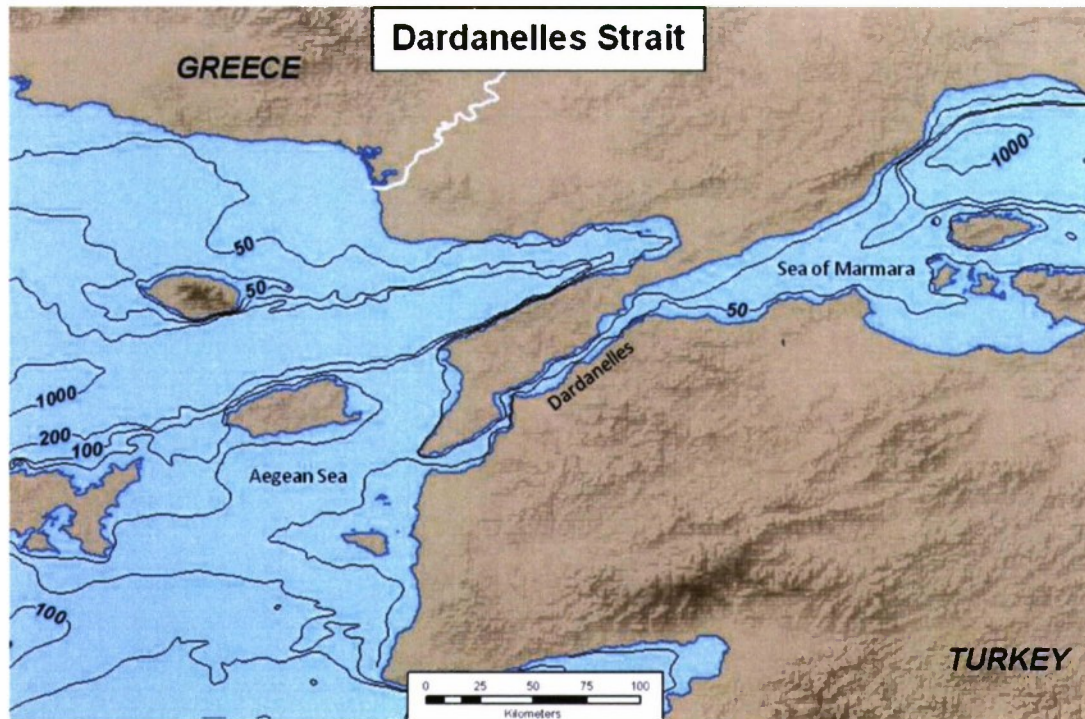 Dardanelles Strait
GREECE
1000
50
50
Sea of Marmara
50
Dardanelles
1000
200
100
Aegean Sea
100
TURKEY
0 25 50 75 100
Kilometers